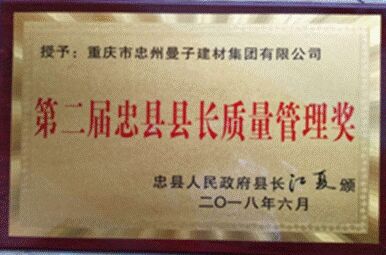 授予：重庆市忠州曼子建材集团有限公司
第二届忠县县长质量管理奖
忠县人民政府县长江夏颁
二〇一八年六月